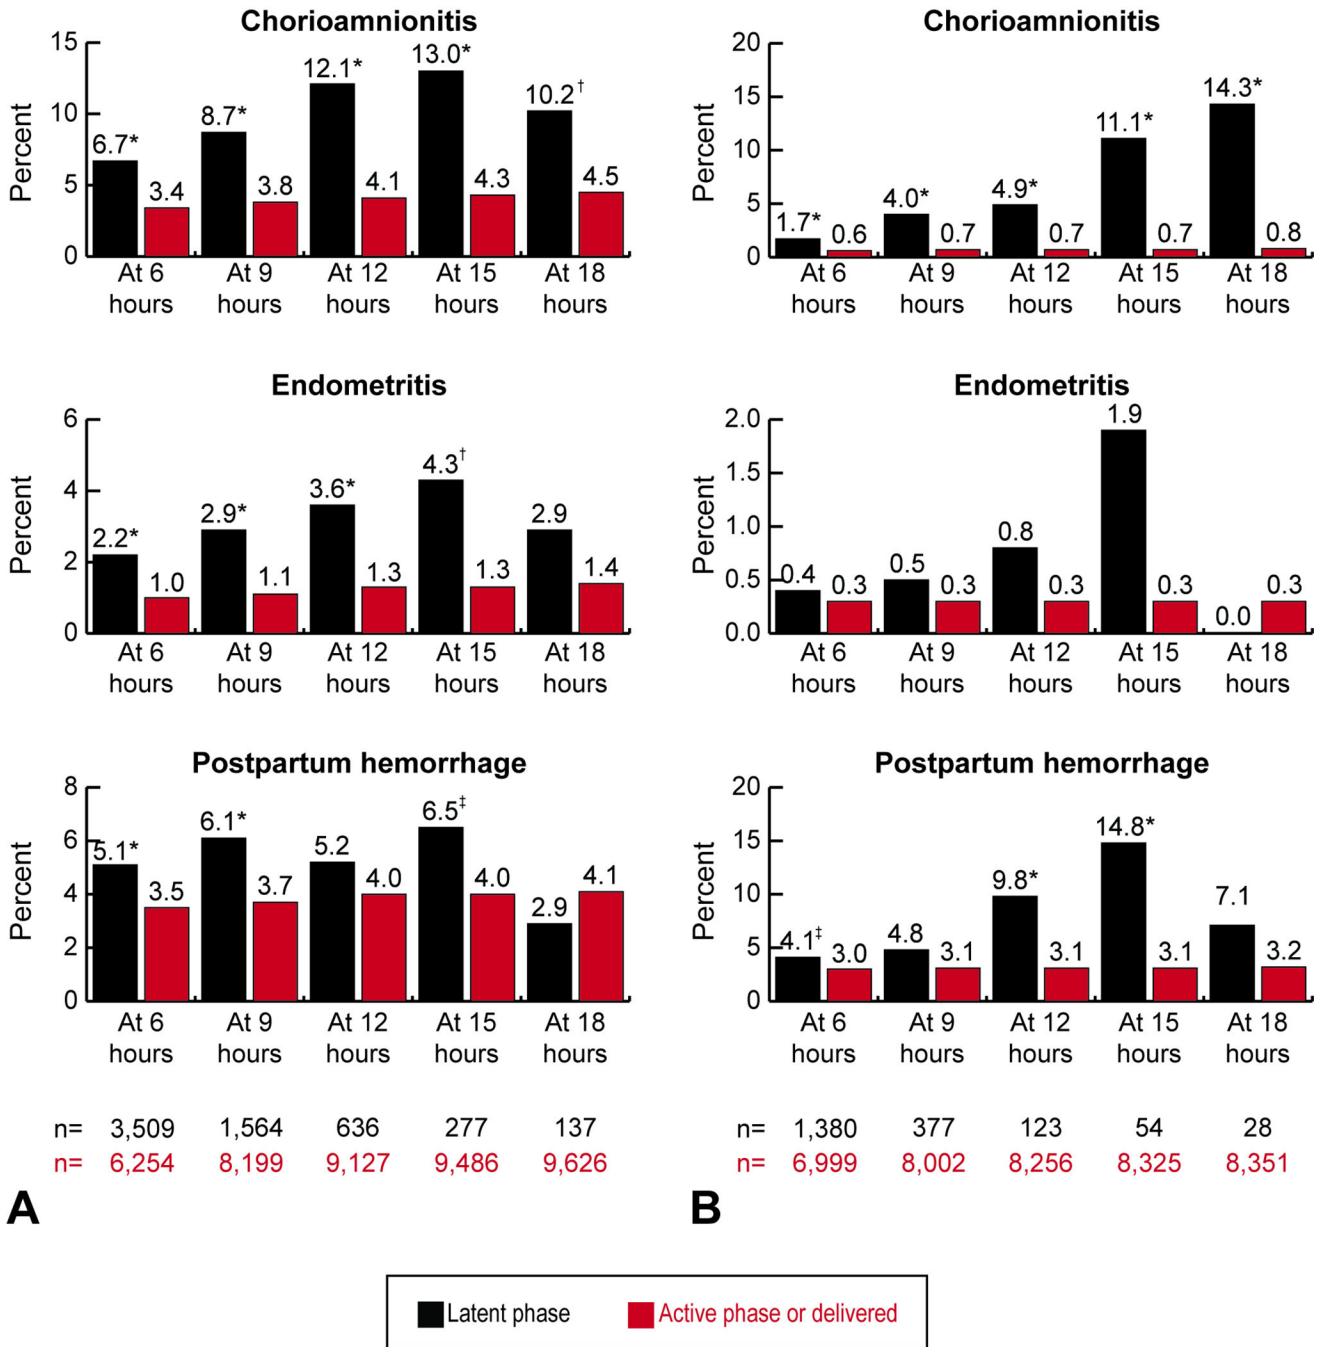 Chorioamnionitis
15
10
5
0
Percent
6.7*
3.4
8.7*
3.8
12.1*
4.1
13.0*
4.3
10.2†
4.5
At 6 hours
At 9 hours
At 12 hours
At 15 hours
At 18 hours
Endometritis
6
4
2
0
Percent
2.2*
1.0
2.9*
1.1
3.6*
1.3
4.3†
1.3
2.9
1.4
At 6 hours
At 9 hours
At 12 hours
At 15 hours
At 18 hours
Postpartum hemorrhage
8
6
4
2
0
Percent
5.1*
3.5
6.1*
3.7
5.2
4.0
6.5‡
4.0
2.9
4.1
At 6 hours
At 9 hours
At 12 hours
At 15 hours
At 18 hours
n= 3,509 1,564 636 277 137
n= 6,254 8,199 9,127 9,486 9,626
A
Chorioamnionitis
20
15
10
5
0
Percent
1.7*
0.6
4.0*
0.7
4.9*
0.7
11.1*
0.7
14.3*
0.8
At 6 hours
At 9 hours
At 12 hours
At 15 hours
At 18 hours
Endometritis
2.0
1.5
1.0
0.5
0.0
Percent
0.4
0.3
0.5
0.3
0.8
0.3
1.9
0.3
0.0
0.3
At 6 hours
At 9 hours
At 12 hours
At 15 hours
At 18 hours
Postpartum hemorrhage
20
15
10
5
0
Percent
4.1‡
3.0
4.8
3.1
9.8*
3.1
14.8*
3.1
7.1
3.2
At 6 hours
At 9 hours
At 12 hours
At 15 hours
At 18 hours
n= 1,380 377 123 54 28
n= 6,999 8,002 8,256 8,325 8,351
B
Latent phase
Active phase or delivered